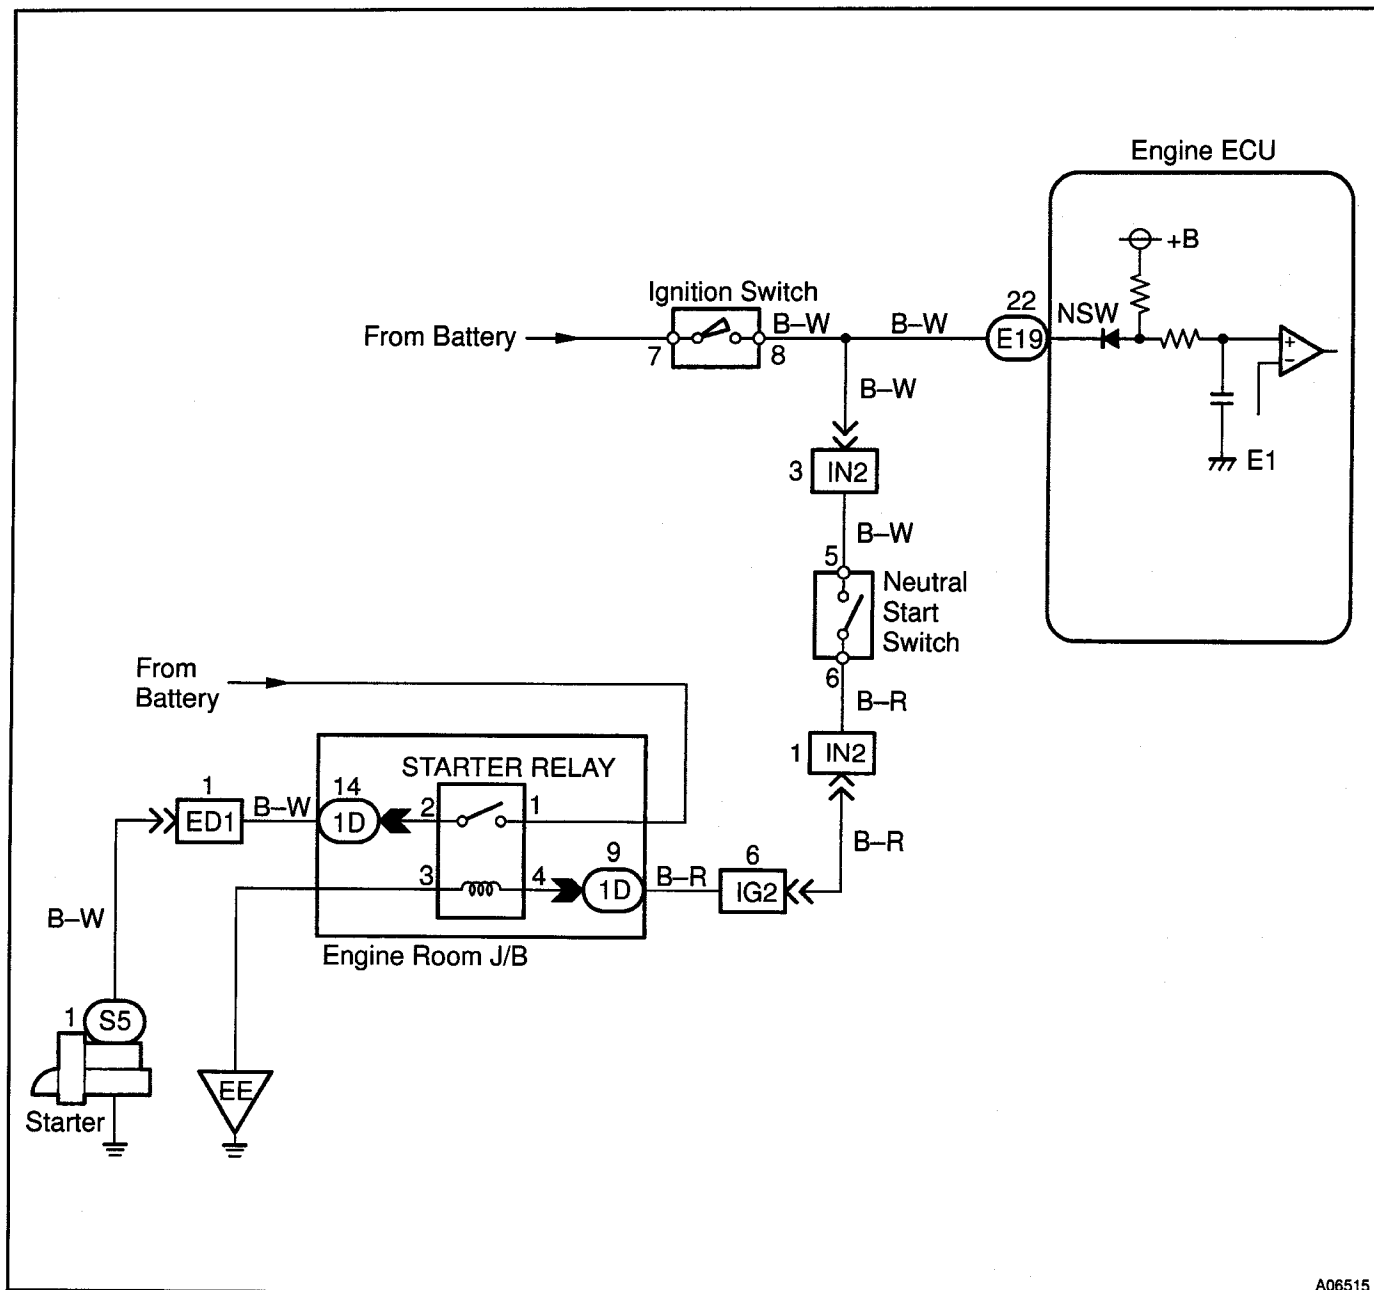 Engine ECU
+B
Ignition Switch
22
NSW
From Battery
B–W
B–W
E19
+
−
7
8
B–W
3
IN2
E1
B–W
5
Neutral
Start
Switch
From
Battery
6
B–R
1
IN2
STARTER RELAY
1
B–W
14
2
1
ED1
1D
B–R
9
6
3
4
1D
B–R
IG2
B–W
Engine Room J/B
1
S5
EE
Starter
A06515